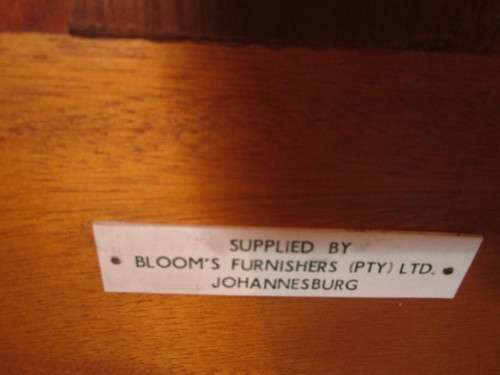 SUPPLIED BY
BLOOM'S FURNISHERS (PTY) LTD.
JOHANNESBURG